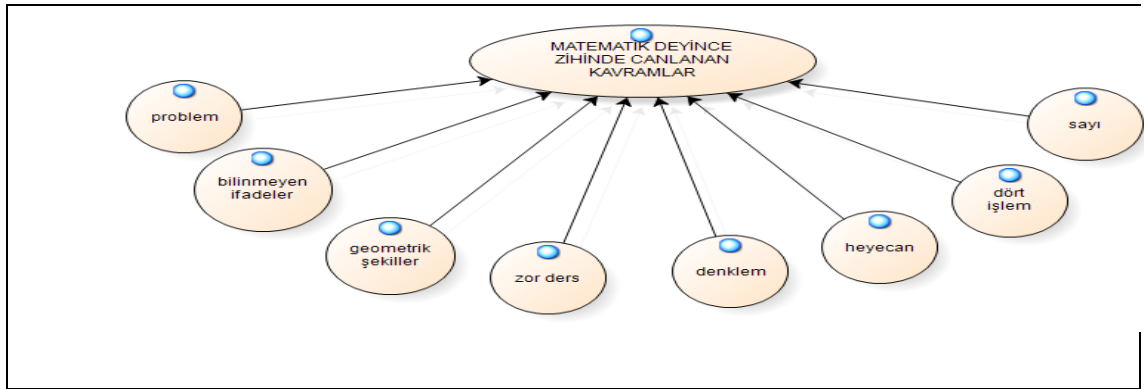 MATEMATİK DEYİNCE
ZİHİNDE CANLANAN
KAVRAMLAR
problem
bilinmeyen
ifadeler
geometrik
şekiller
zor ders
denklem
heyecan
dört
işlem
sayı